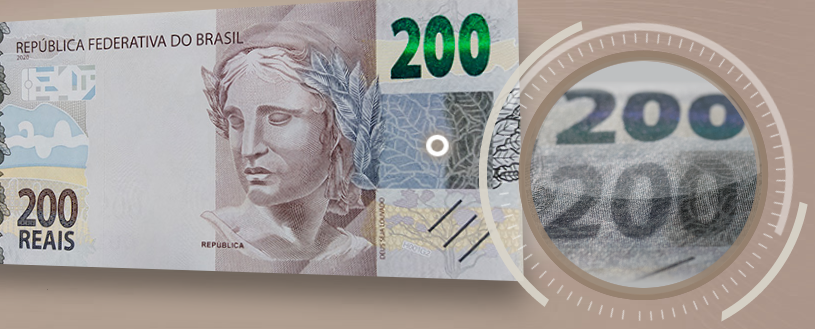 REPÚBLICA FEDERATIVA DO BRASIL
2020
200
200
REAIS
REPÚBLICA
DEUS SEJA LOUVADO
200
200